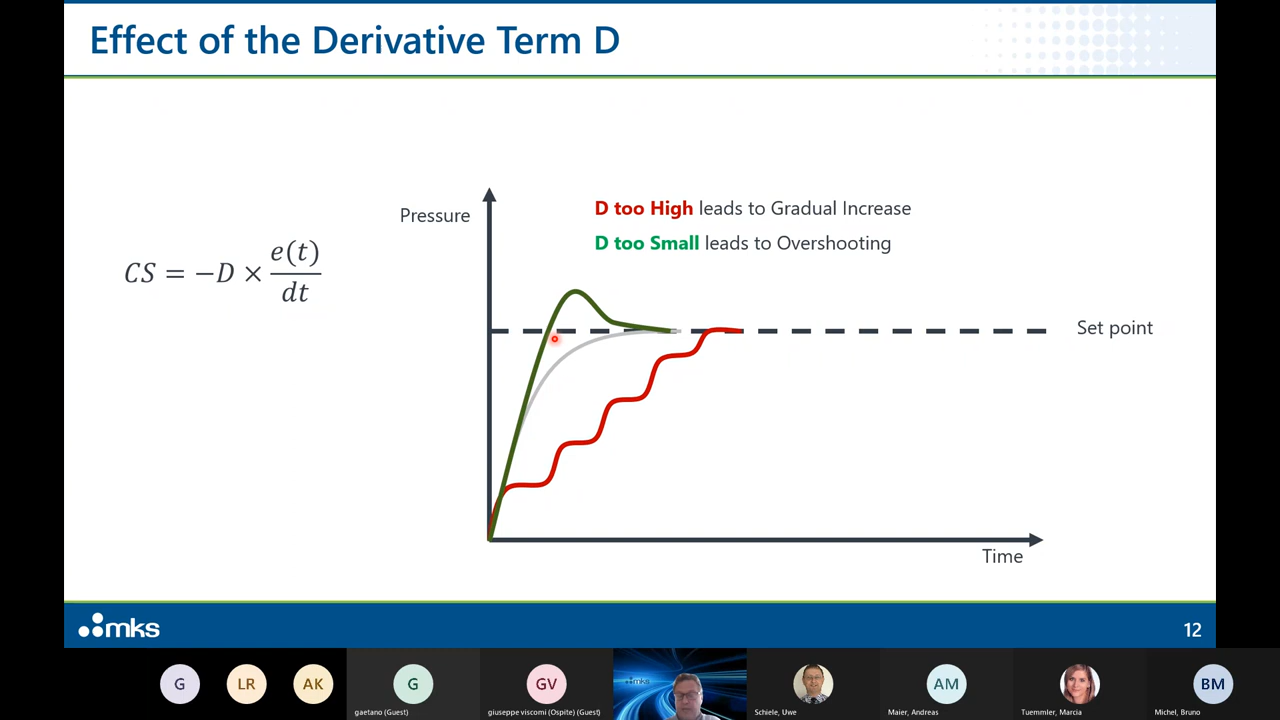 Effect of the Derivative Term D
Pressure
D too High leads to Gradual Increase
D too Small leads to Overshooting
CS = −D × e(t)/dt
Set point
Time
mks
12
G
LR
AK
G
GV
mks
AM
BM
gaetano (Guest)
giuseppe viscomi (Ospite) (Guest)
Schiele, Uwe
Maier, Andreas
Tuemmler, Marcia
Michel, Bruno